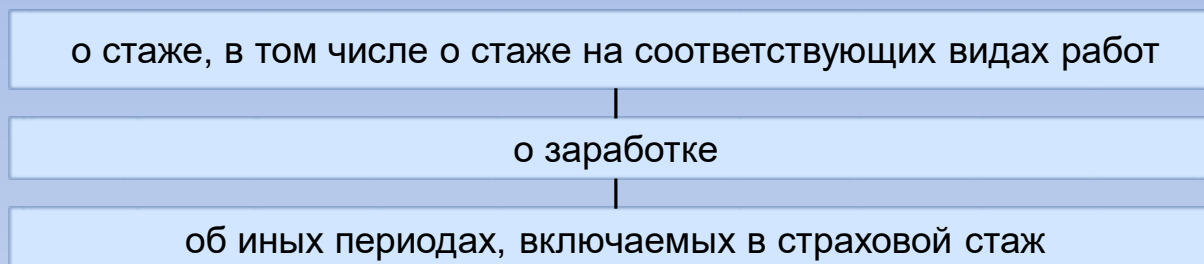 о стаже, в том числе о стаже на соответствующих видах работ
о заработке
об иных периодах, включаемых в страховой стаж